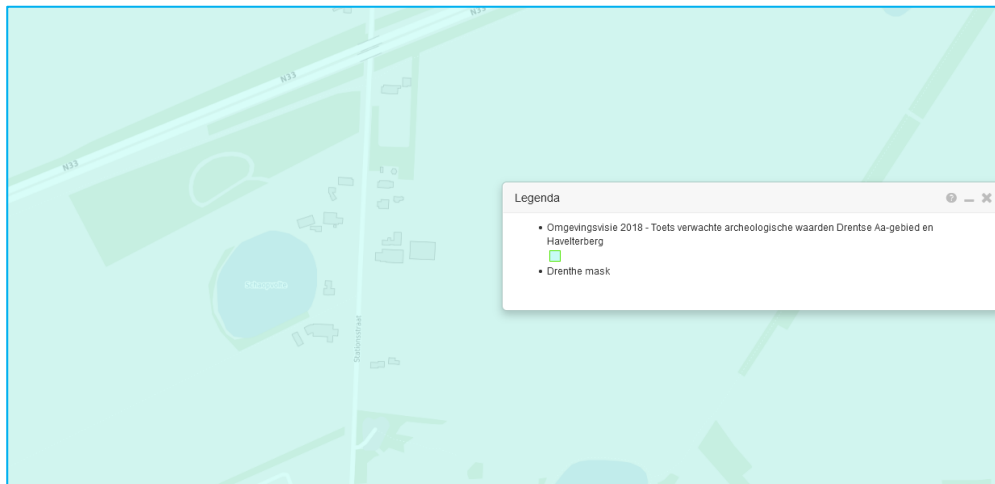 N33
N33
N33
Legenda
• Omgevingsvisie 2018 - Toets verwachte archeologische waarden Drentse Aa-gebied en
Havelterberg
• Drenthe mask
Stationsstraat